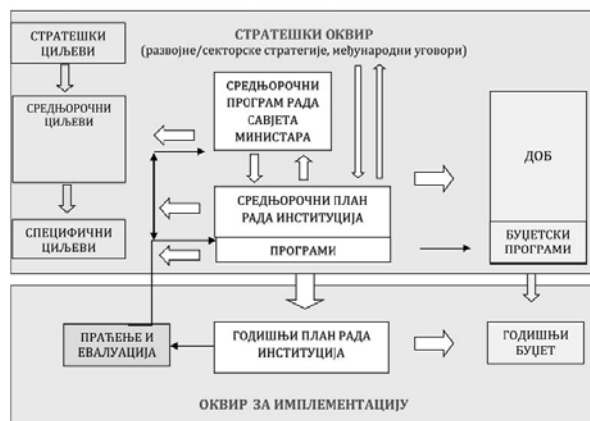 СТРАТЕШКИ
ЦИЉЕВИ
СТРАТЕШКИ ОКВИР
(развојне/секторске стратегије, међународни уговори)
СРЕДЊОРОЧНИ
ЦИЉЕВИ
СРЕДЊОРОЧНИ
ПРОГРАМ РАДА
САВЈЕТА
МИНИСТАРА
ДОБ
СРЕДЊОРОЧНИ ПЛАН
РАДА ИНСТИТУЦИЈА
ПРОГРАМИ
СПЕЦИФИЧНИ
ЦИЉЕВИ
БУЏЕТСКИ
ПРОГРАМИ
ПРАЋЕЊЕ И
ЕВАЛУАЦИЈА
ГОДИШЊИ ПЛАН РАДА
ИНСТИТУЦИЈА
ГОДИШЊИ
БУЏЕТ
ОКВИР ЗА ИМПЛЕМЕНТАЦИЈУ